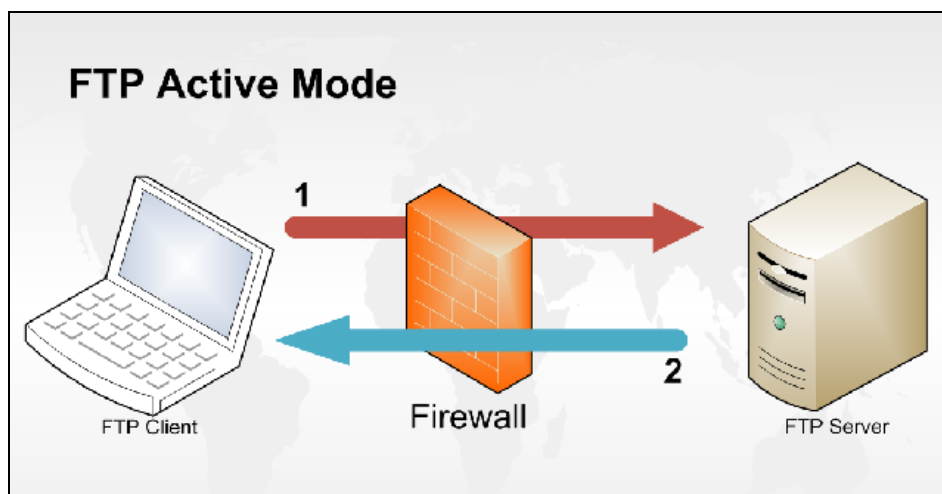 FTP Active Mode
1
2
FTP Client
Firewall
FTP Server